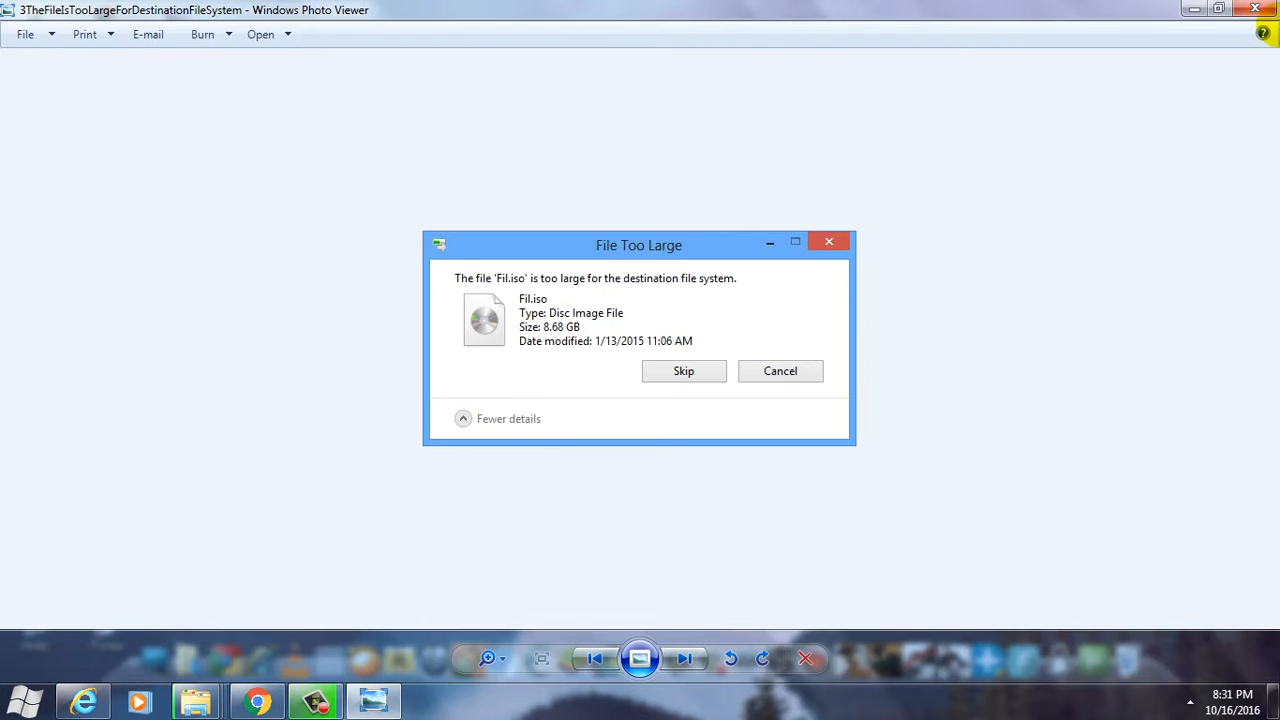 3TheFileIsTooLargeForDestinationFileSystem - Windows Photo Viewer
File Print E-mail Burn Open
File Too Large
The file 'Fil.iso' is too large for the destination file system.
Fil.iso
Type: Disc Image File
Size: 8.68 GB
Date modified: 1/13/2015 11:06 AM
Skip Cancel
Fewer details
8:31 PM
10/16/2016